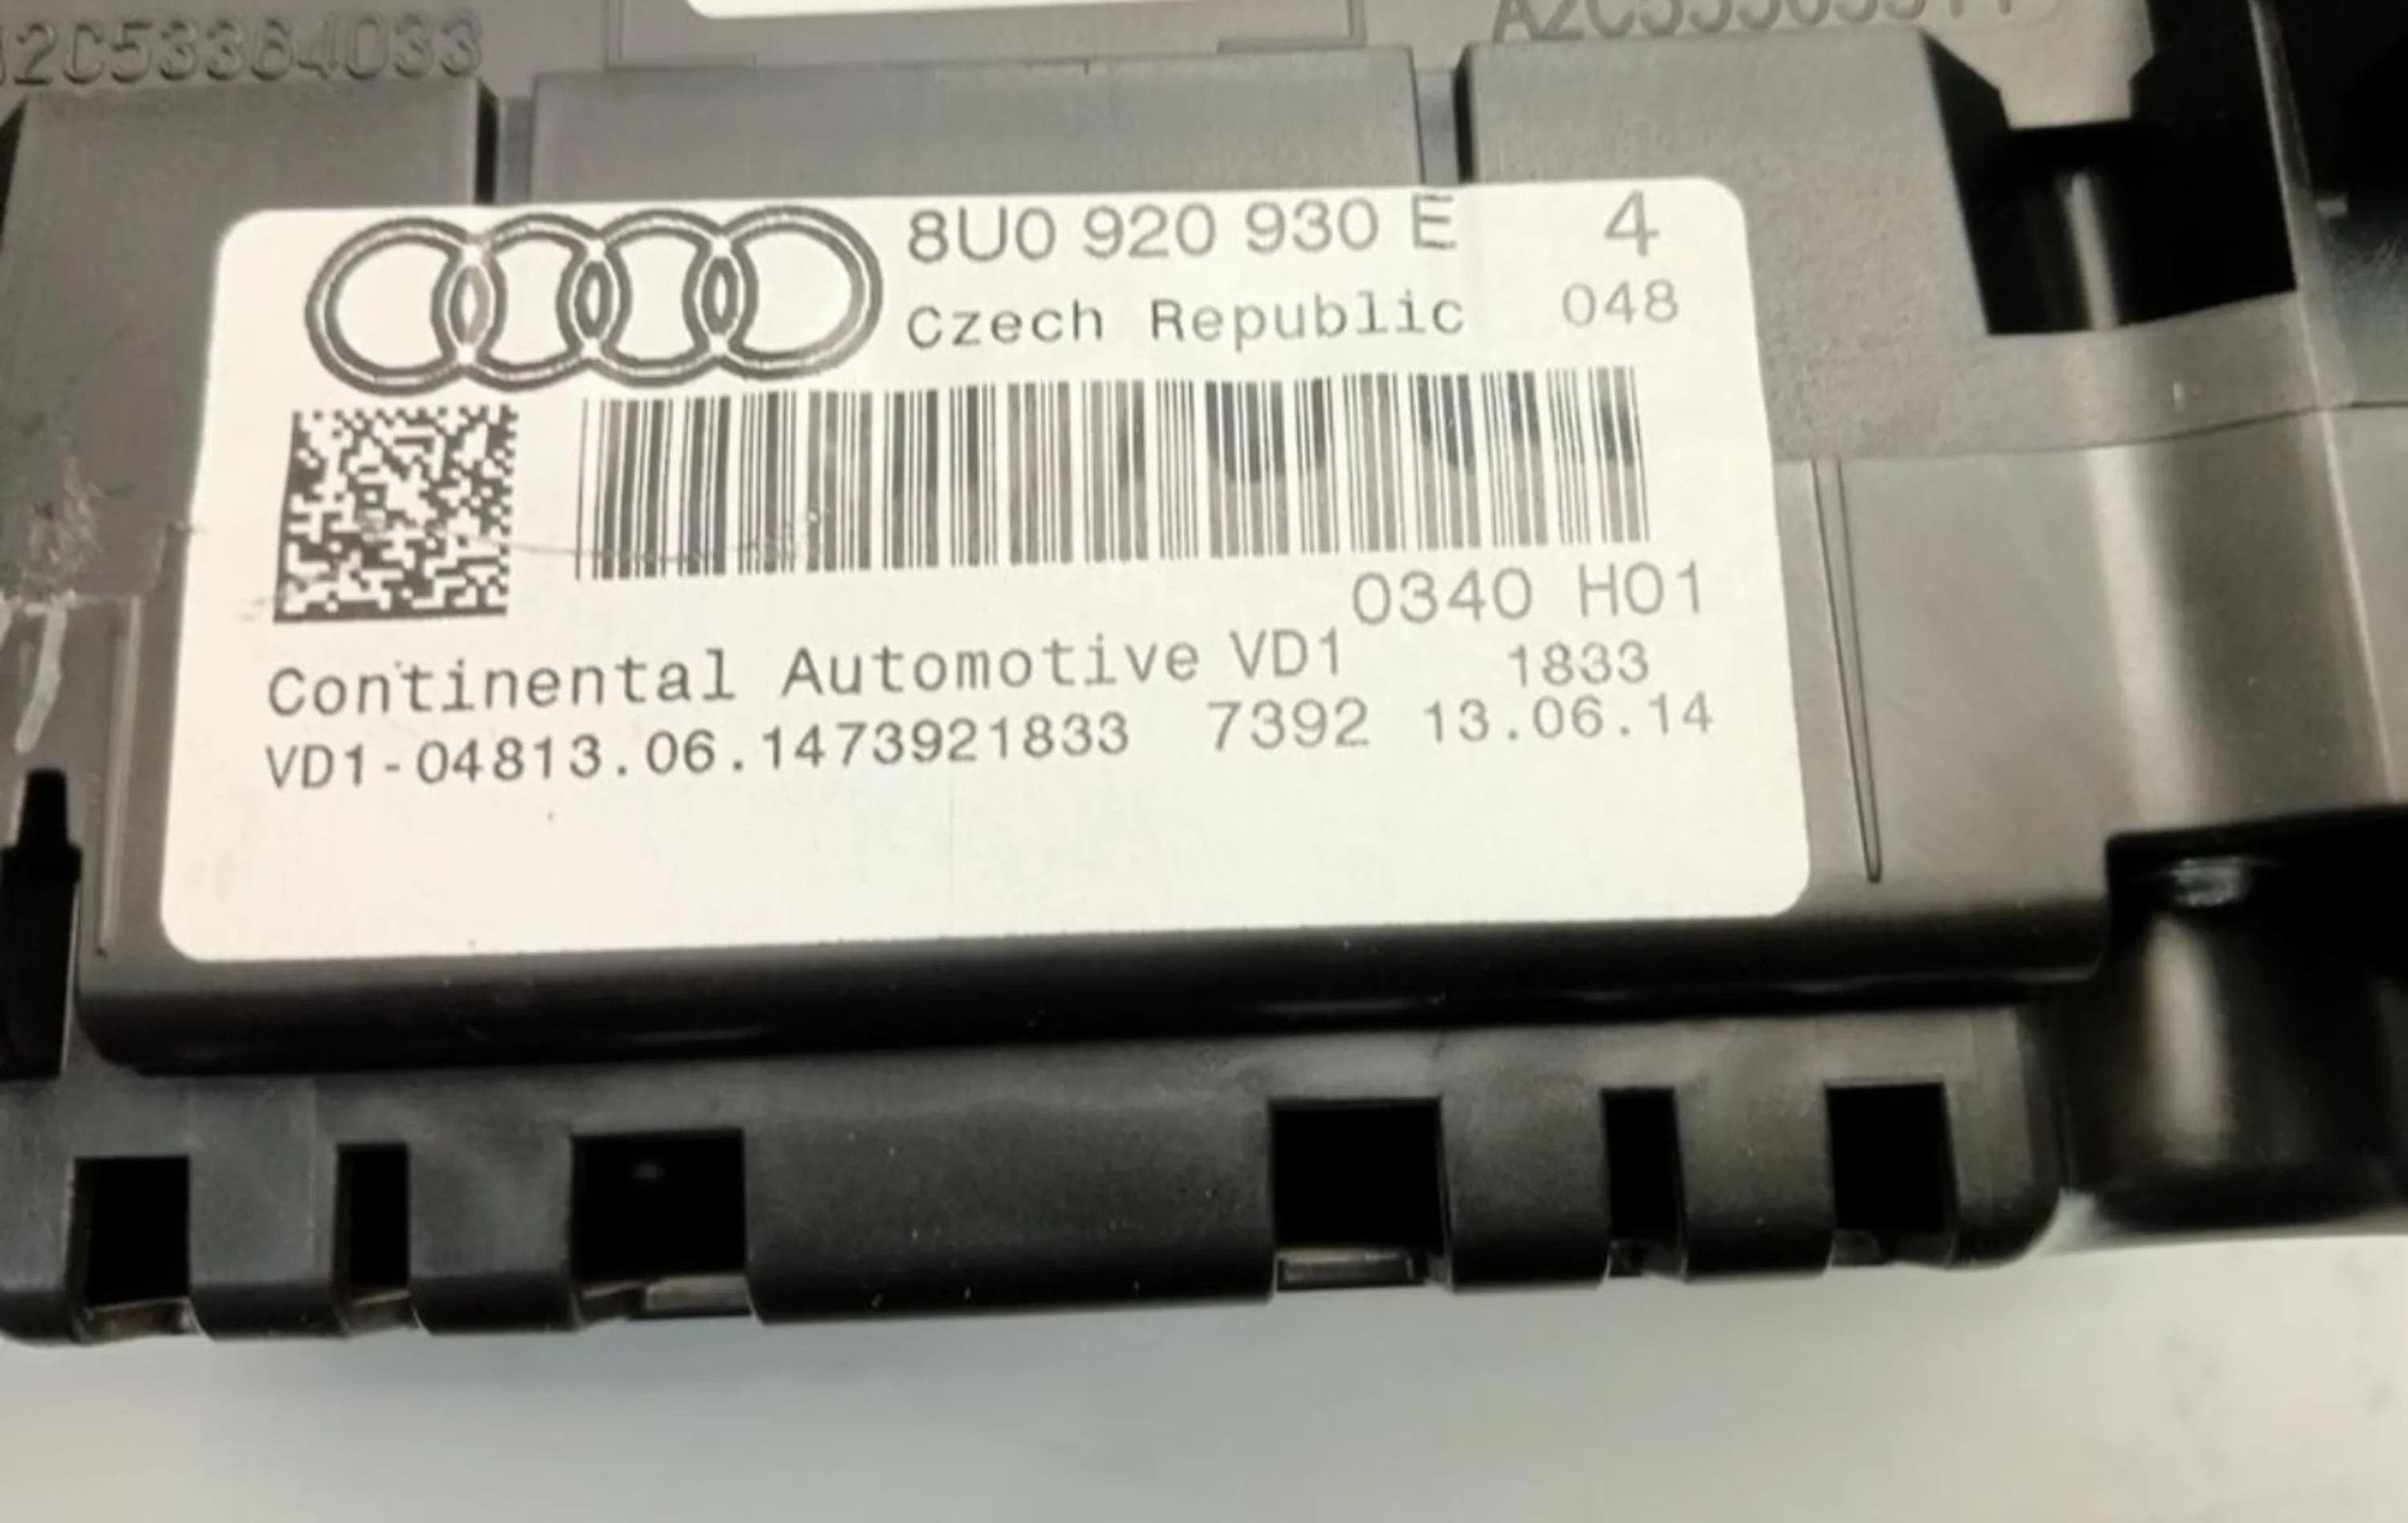 2C53364033
8U0 920 930 E 4
Czech Republic 048
0340 H01
Continental Automotive VD1 1833
VD1-04813.06.1473921833 7392 13.06.14